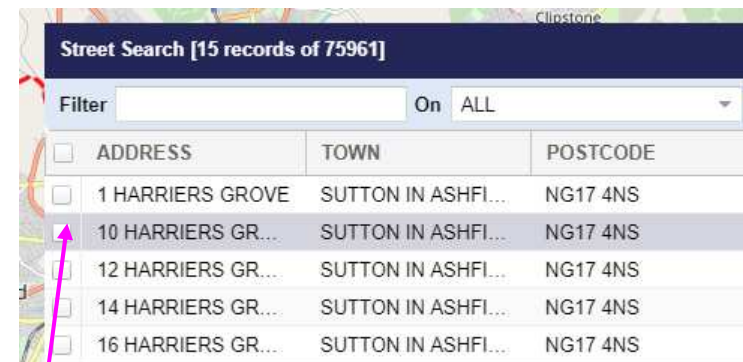 Clipstone
Street Search [15 records of 75961]
Filter On ALL
ADDRESS TOWN POSTCODE
1 HARRIERS GROVE SUTTON IN ASHFI... NG17 4NS
10 HARRIERS GR... SUTTON IN ASHFI... NG17 4NS
12 HARRIERS GR... SUTTON IN ASHFI... NG17 4NS
14 HARRIERS GR... SUTTON IN ASHFI... NG17 4NS
16 HARRIERS GR... SUTTON IN ASHFI... NG17 4NS